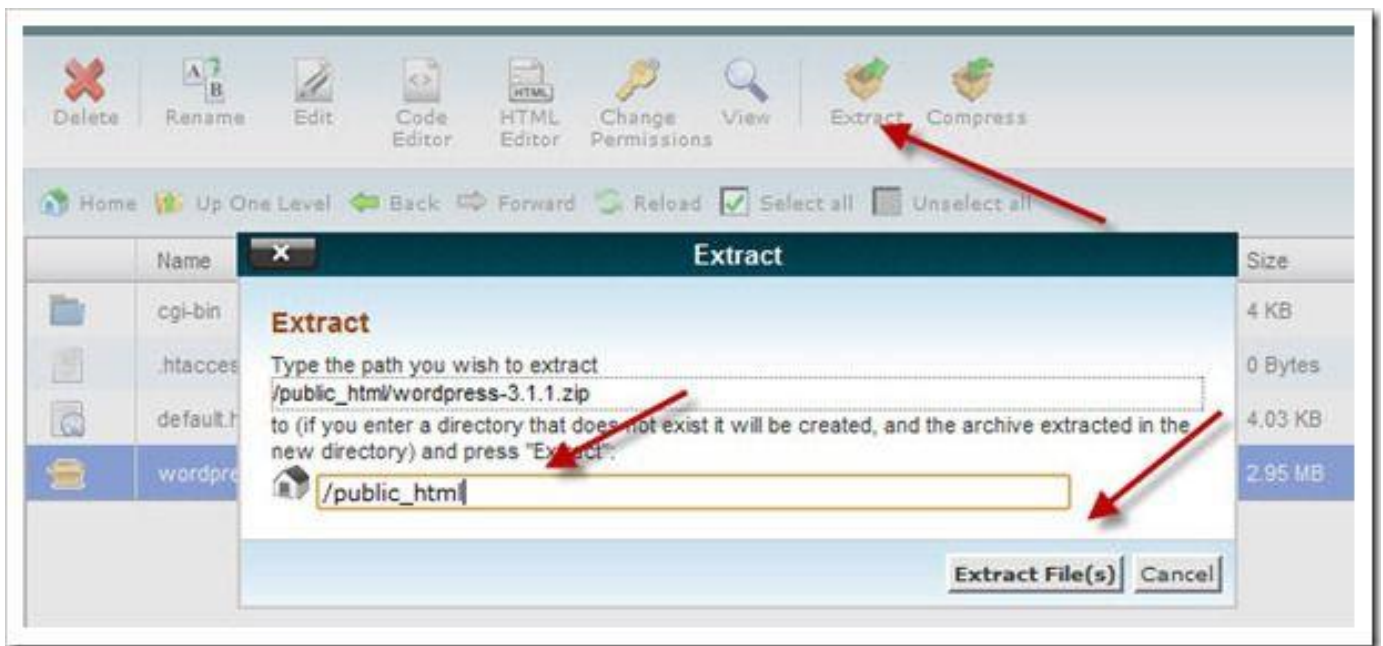 Delete Rename Edit Code Editor HTML Editor Change Permissions View Extract Compress
Home Up One Level Back Forward Reload Select all Unselect all
Name Extract Size
cgi-bin 4 KB
Extract
Type the path you wish to extract
.htacces 0 Bytes
/public_html/wordpress-3.1.1.zip
default.h 4.03 KB
to (if you enter a directory that does not exist it will be created, and the archive extracted in the
new directory) and press "Extract":
wordpre 2.95 MB
/public_html
Extract File(s) Cancel